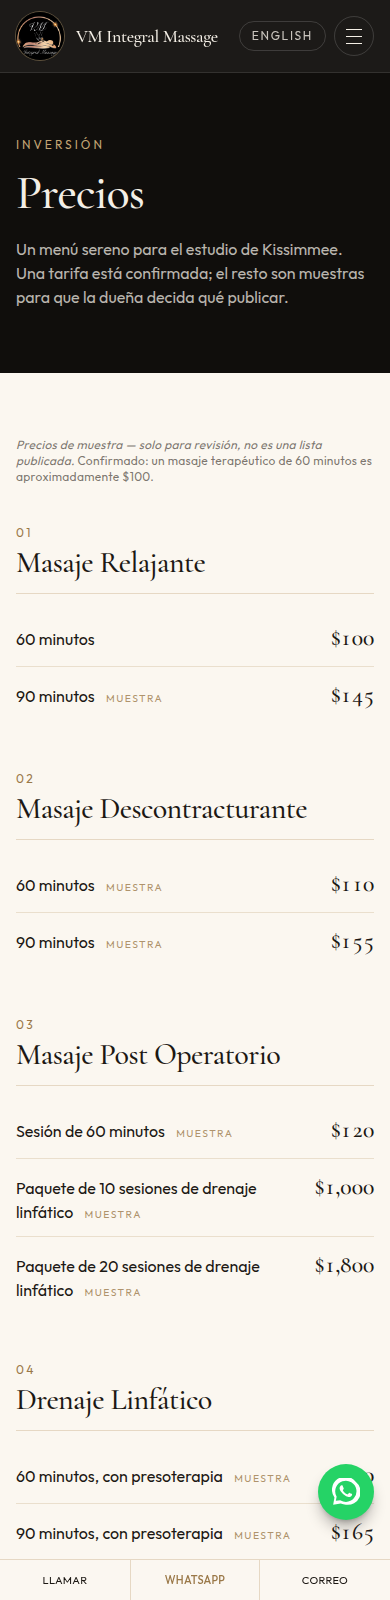 VM Integral Massage
ENGLISH
INVERSIÓN
Precios
Un menú sereno para el estudio de Kissimmee.
Una tarifa está confirmada; el resto son muestras
para que la dueña decida qué publicar.
Precios de muestra — solo para revisión, no es una lista
publicada. Confirmado: un masaje terapéutico de 60 minutos es
aproximadamente $100.
01
Masaje Relajante
60 minutos $100
90 minutos MUESTRA $145
02
Masaje Descontracturante
60 minutos MUESTRA $110
90 minutos MUESTRA $155
03
Masaje Post Operatorio
Sesión de 60 minutos MUESTRA $120
Paquete de 10 sesiones de drenaje $1,000
linfático MUESTRA
Paquete de 20 sesiones de drenaje $1,800
linfático MUESTRA
04
Drenaje Linfático
60 minutos, con presoterapia MUESTRA
90 minutos, con presoterapia MUESTRA $165
LLAMAR
WHATSAPP
CORREO